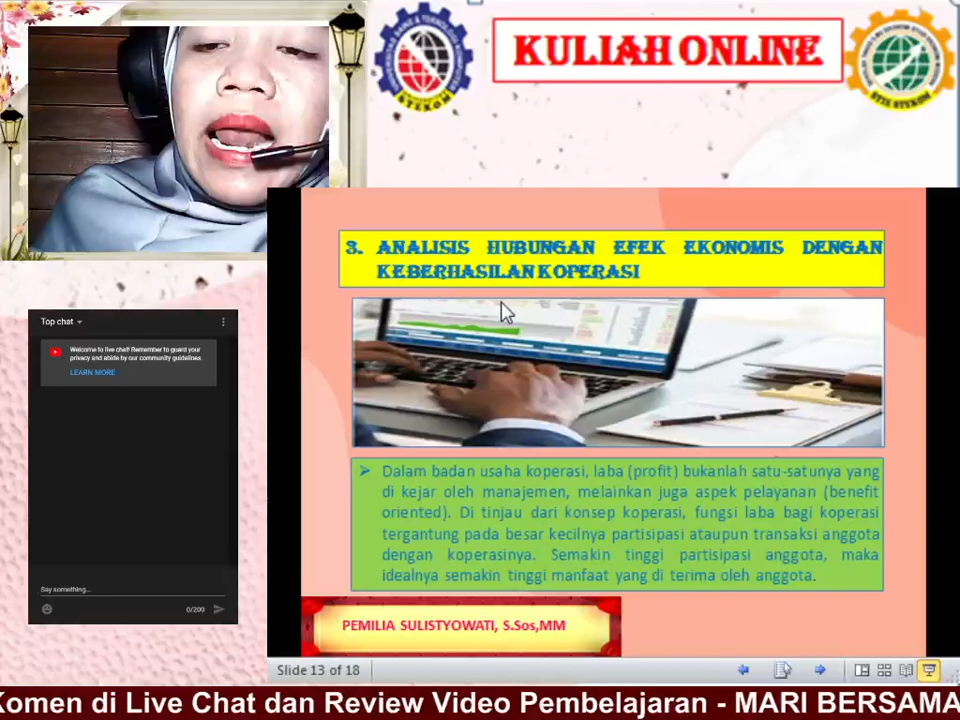 KULIAH ONLINE
STEKOM
STIE STEKOM
3. ANALISIS HUBUNGAN EFEK EKONOMIS DENGAN
KEBERHASILAN KOPERASI
Top chat
Welcome to live chat! Remember to guard your
privacy and abide by our community guidelines.
LEARN MORE
Say something...
0/200
Dalam badan usaha koperasi, laba (profit) bukanlah satu-satunya yang
di kejar oleh manajemen, melainkan juga aspek pelayanan (benefit
oriented). Di tinjau dari konsep koperasi, fungsi laba bagi koperasi
tergantung pada besar kecilnya partisipasi ataupun transaksi anggota
dengan koperasinya. Semakin tinggi partisipasi anggota, maka
idealnya semakin tinggi manfaat yang di terima oleh anggota.
PEMILIA SULISTYOWATI, S.Sos,MM
Slide 13 of 18
Komen di Live Chat dan Review Video Pembelajaran - MARI BERSAMA